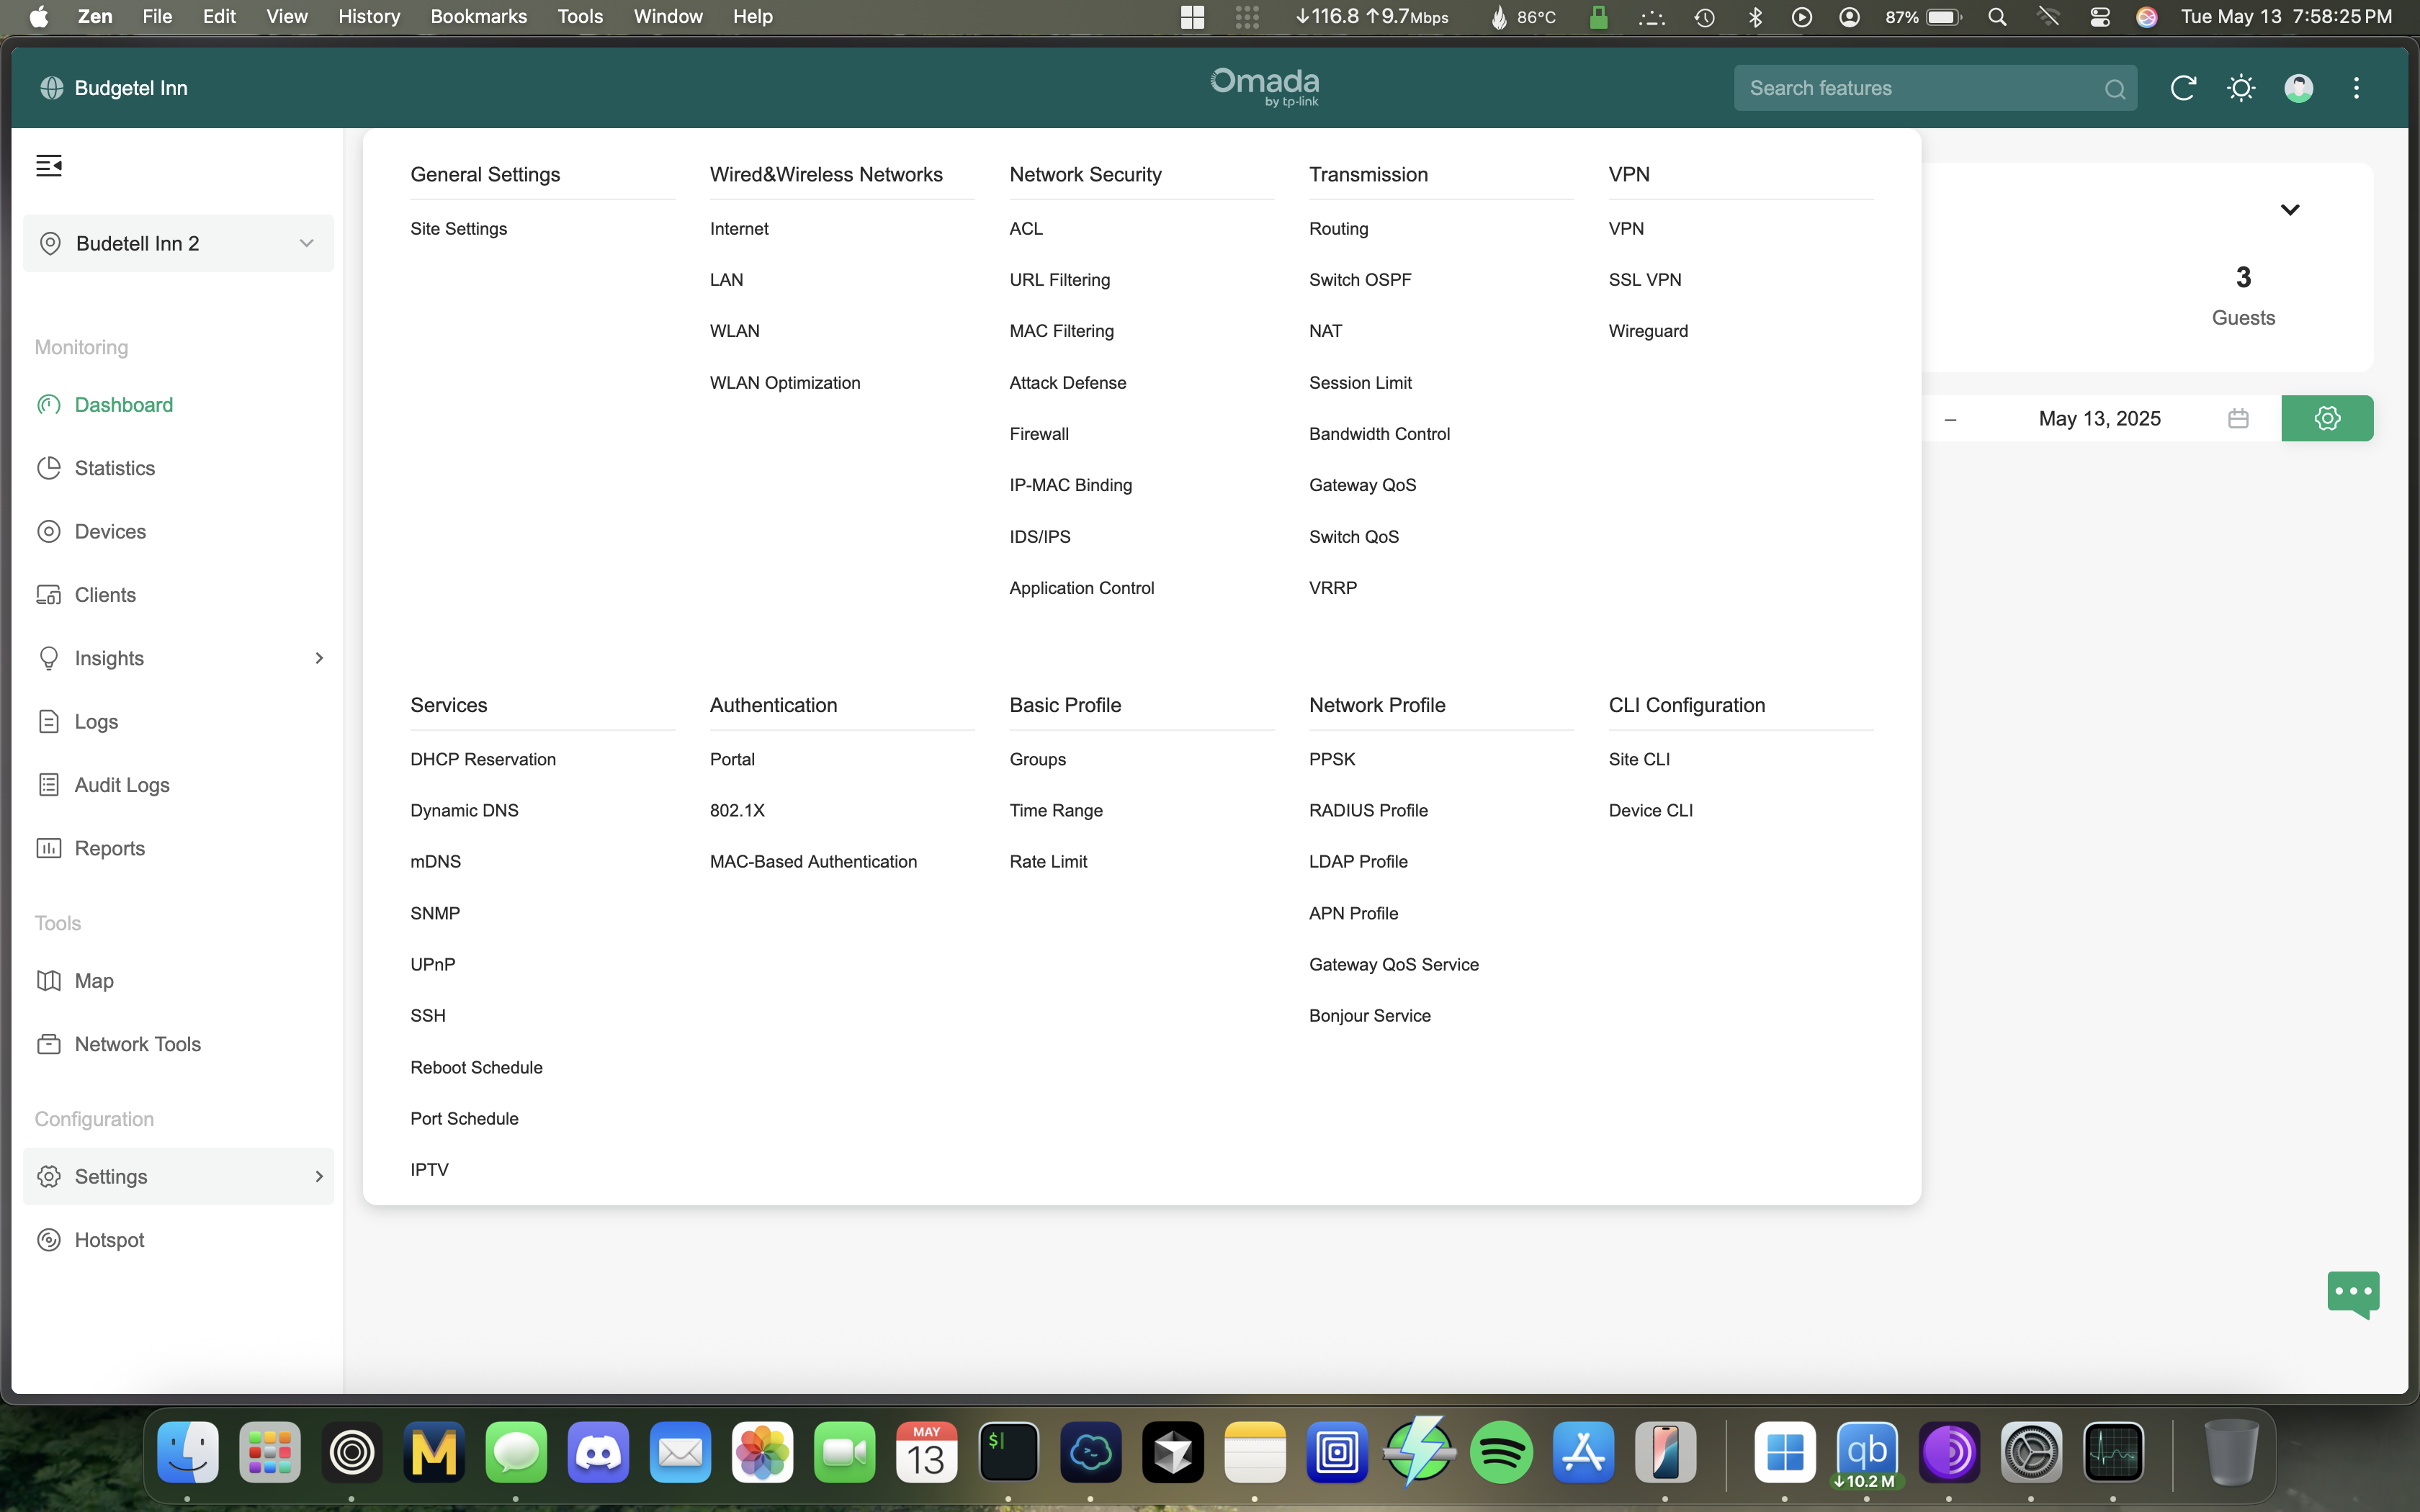 Zen File Edit View History Bookmarks Tools Window Help ↓116.8 ↑9.7Mbps 86°C 87% Tue May 13 7:58:25 PM
Budgetel Inn
Omada
by tp-link
Search features
Budetell Inn 2
Monitoring
Dashboard
Statistics
Devices
Clients
Insights
Logs
Audit Logs
Reports
Tools
Map
Network Tools
Configuration
Settings
Hotspot
General Settings
Site Settings
Wired&Wireless Networks
Internet
LAN
WLAN
WLAN Optimization
Network Security
ACL
URL Filtering
MAC Filtering
Attack Defense
Firewall
IP-MAC Binding
IDS/IPS
Application Control
Transmission
Routing
Switch OSPF
NAT
Session Limit
Bandwidth Control
Gateway QoS
Switch QoS
VRRP
VPN
VPN
SSL VPN
Wireguard
Services
DHCP Reservation
Dynamic DNS
mDNS
SNMP
UPnP
SSH
Reboot Schedule
Port Schedule
IPTV
Authentication
Portal
802.1X
MAC-Based Authentication
Basic Profile
Groups
Time Range
Rate Limit
Network Profile
PPSK
RADIUS Profile
LDAP Profile
APN Profile
Gateway QoS Service
Bonjour Service
CLI Configuration
Site CLI
Device CLI
3
Guests
– May 13, 2025
MAY
13
$
qb
↓10.2 M